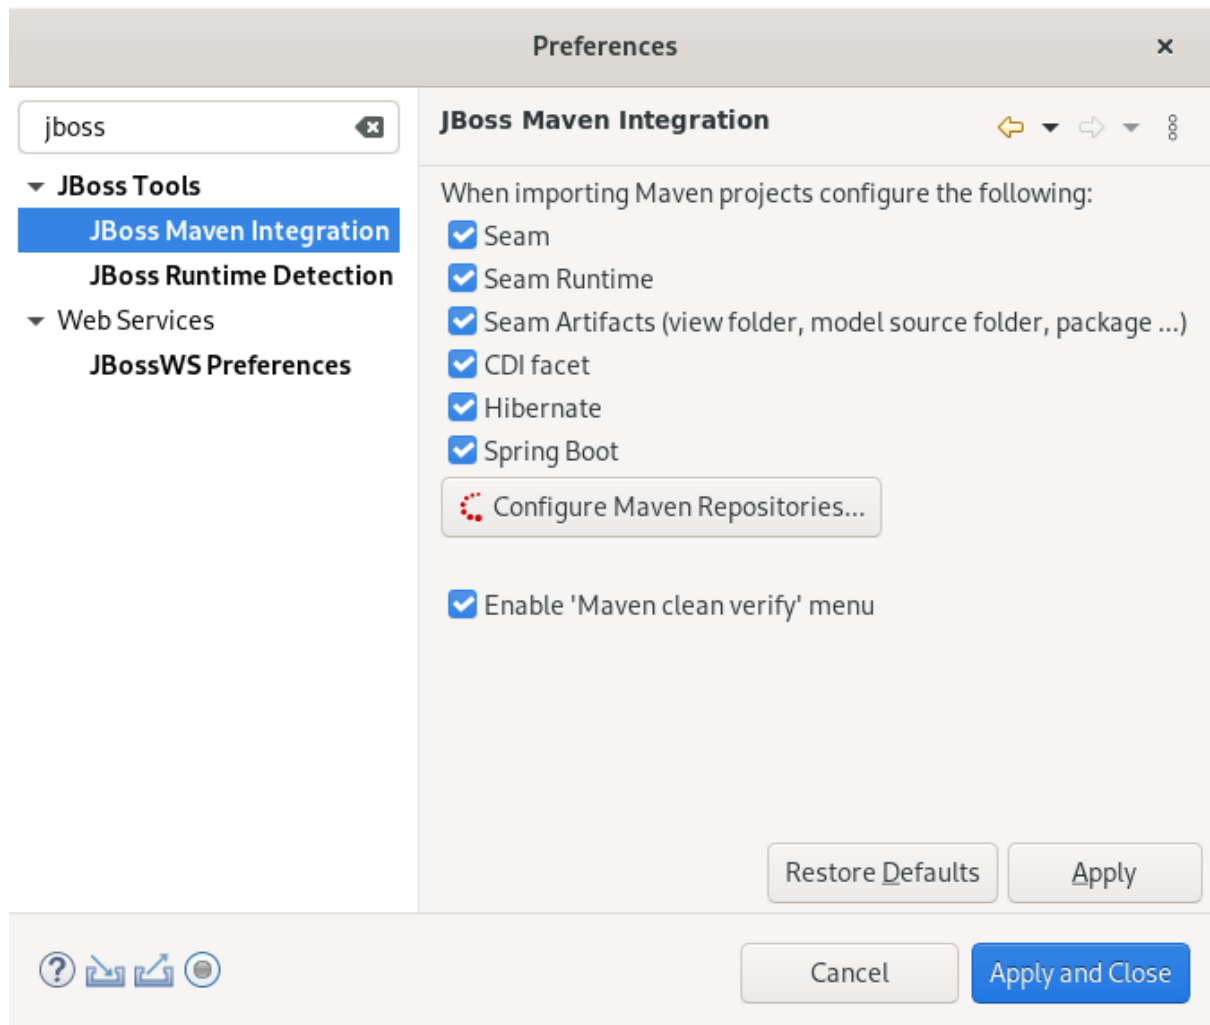 Preferences
jboss
JBoss Tools
JBoss Maven Integration
JBoss Runtime Detection
Web Services
JBossWS Preferences
JBoss Maven Integration
When importing Maven projects configure the following:
Seam
Seam Runtime
Seam Artifacts (view folder, model source folder, package ...)
CDI facet
Hibernate
Spring Boot
Configure Maven Repositories...
Enable 'Maven clean verify' menu
Restore Defaults
Apply
Cancel
Apply and Close